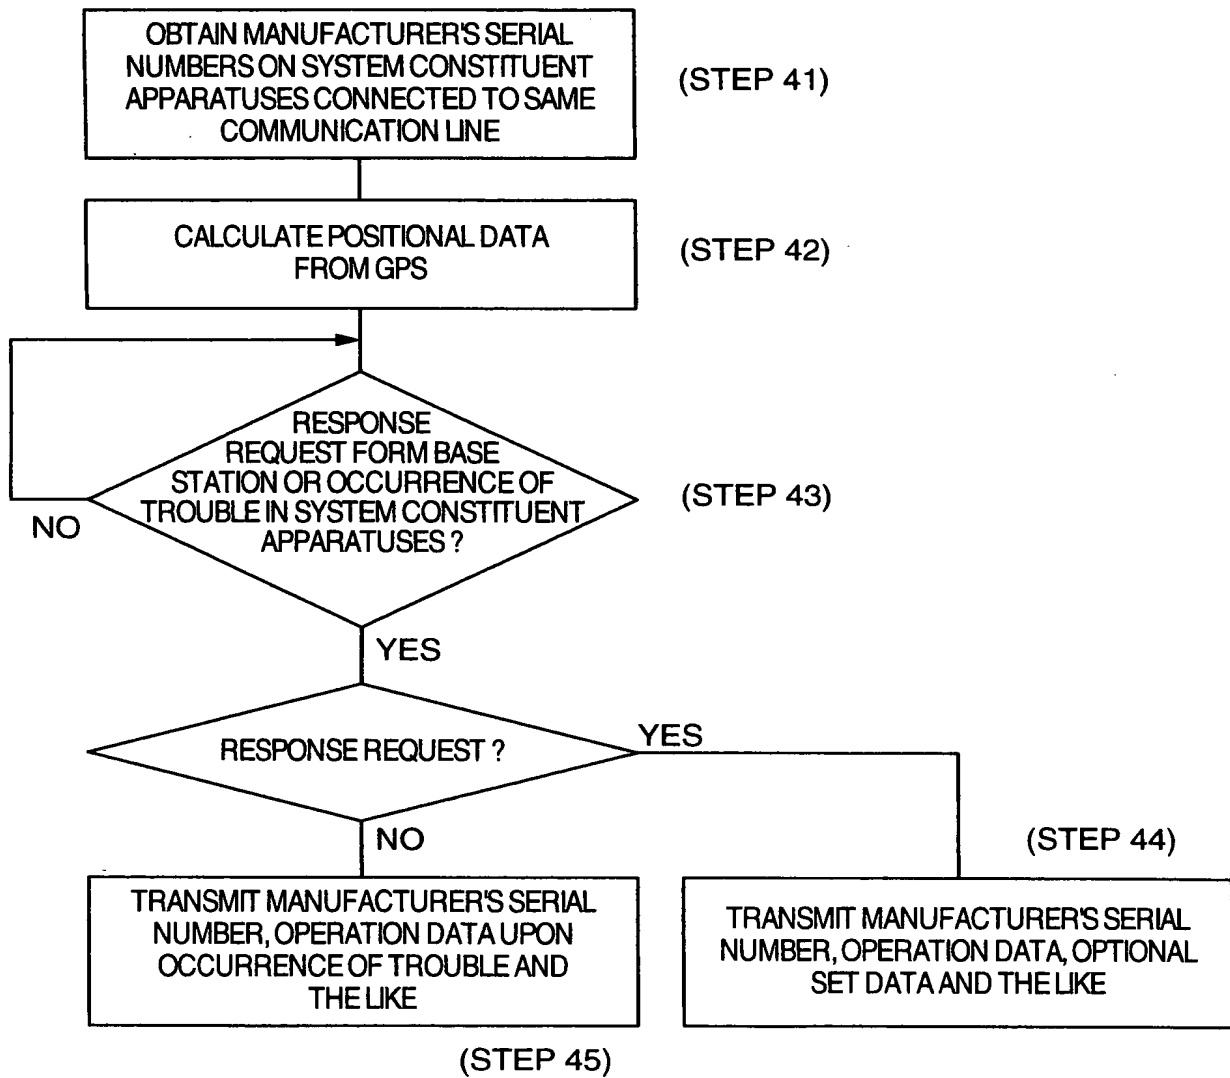 OBTAIN MANUFACTURER'S SERIAL
NUMBERS ON SYSTEM CONSTITUENT
APPARATUSES CONNECTED TO SAME
COMMUNICATION LINE
(STEP 41)
CALCULATE POSITIONAL DATA
FROM GPS
(STEP 42)
RESPONSE
REQUEST FORM BASE
STATION OR OCCURRENCE OF
TROUBLE IN SYSTEM CONSTITUENT
APPARATUSES ?
(STEP 43)
NO
YES
RESPONSE REQUEST ?
YES
NO
(STEP 44)
TRANSMIT MANUFACTURER'S SERIAL
NUMBER, OPERATION DATA UPON
OCCURRENCE OF TROUBLE AND
THE LIKE
TRANSMIT MANUFACTURER'S SERIAL
NUMBER, OPERATION DATA, OPTIONAL
SET DATA AND THE LIKE
(STEP 45)